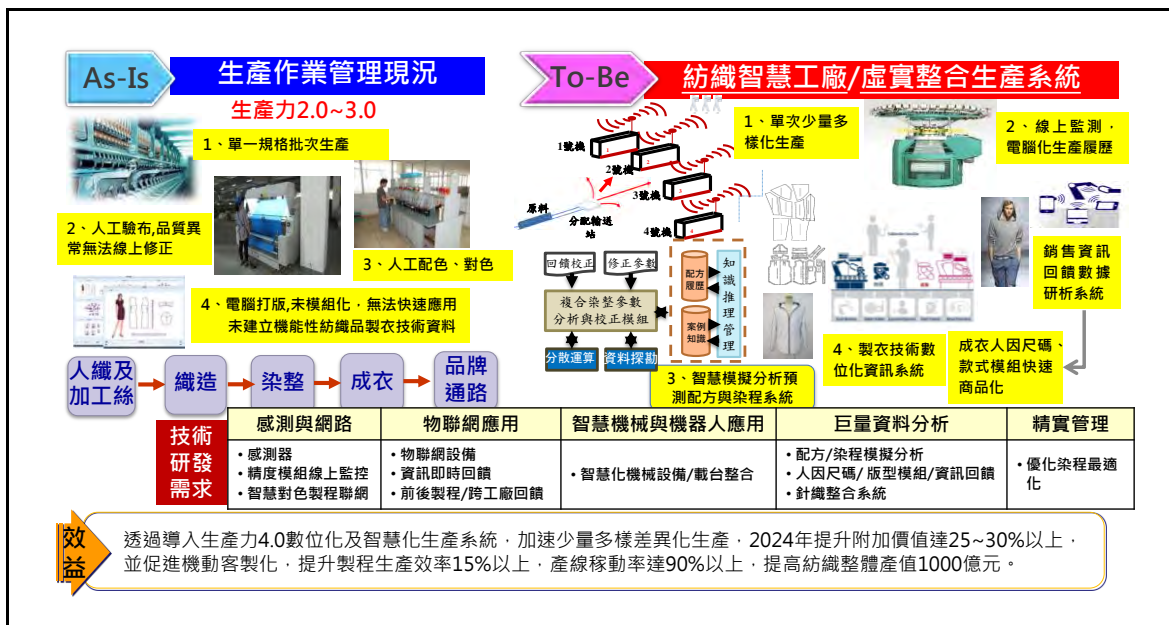 As-Is
生產作業管理現況
生產力2.0~3.0
1、單一規格批次生產
2、人工驗布,品質異
常無法線上修正
3、人工配色、對色
4、電腦打版,未模組化，無法快速應用
未建立機能性紡織品製衣技術資料
人纖及
加工絲
織造
染整
成衣
品牌
通路
To-Be
紡織智慧工廠/虛實整合生產系統
1、單次少量多
樣化生產
2、線上監測，
電腦化生產履歷
1號機
1
2號機
2
3號機
3
4號機
4
原料
分配輸送
站
回饋校正
修正參數
複合染整參數
分析與校正模組
分散運算
資料探勘
配方
履歷
案例
知識
知識推理管理
3、智慧模擬分析預
測配方與染程系統
銷售資訊
回饋數據
研析系統
4、製衣技術數
位化資訊系統
成衣人因尺碼、
款式模組快速
商品化
技術
研發
需求
感測與網路
物聯網應用
智慧機械與機器人應用
巨量資料分析
精實管理
• 感測器
• 精度模組線上監控
• 智慧對色製程聯網
• 物聯網設備
• 資訊即時回饋
• 前後製程/跨工廠回饋
• 智慧化機械設備/載台整合
• 配方/染程模擬分析
• 人因尺碼/ 版型模組/資訊回饋
• 針織整合系統
• 優化染程最適
化
效
益
透過導入生產力4.0數位化及智慧化生產系統，加速少量多樣差異化生產，2024年提升附加價值達25~30%以上，
並促進機動客製化，提升製程生產效率15%以上，產線稼動率達90%以上，提高紡織整體產值1000億元。